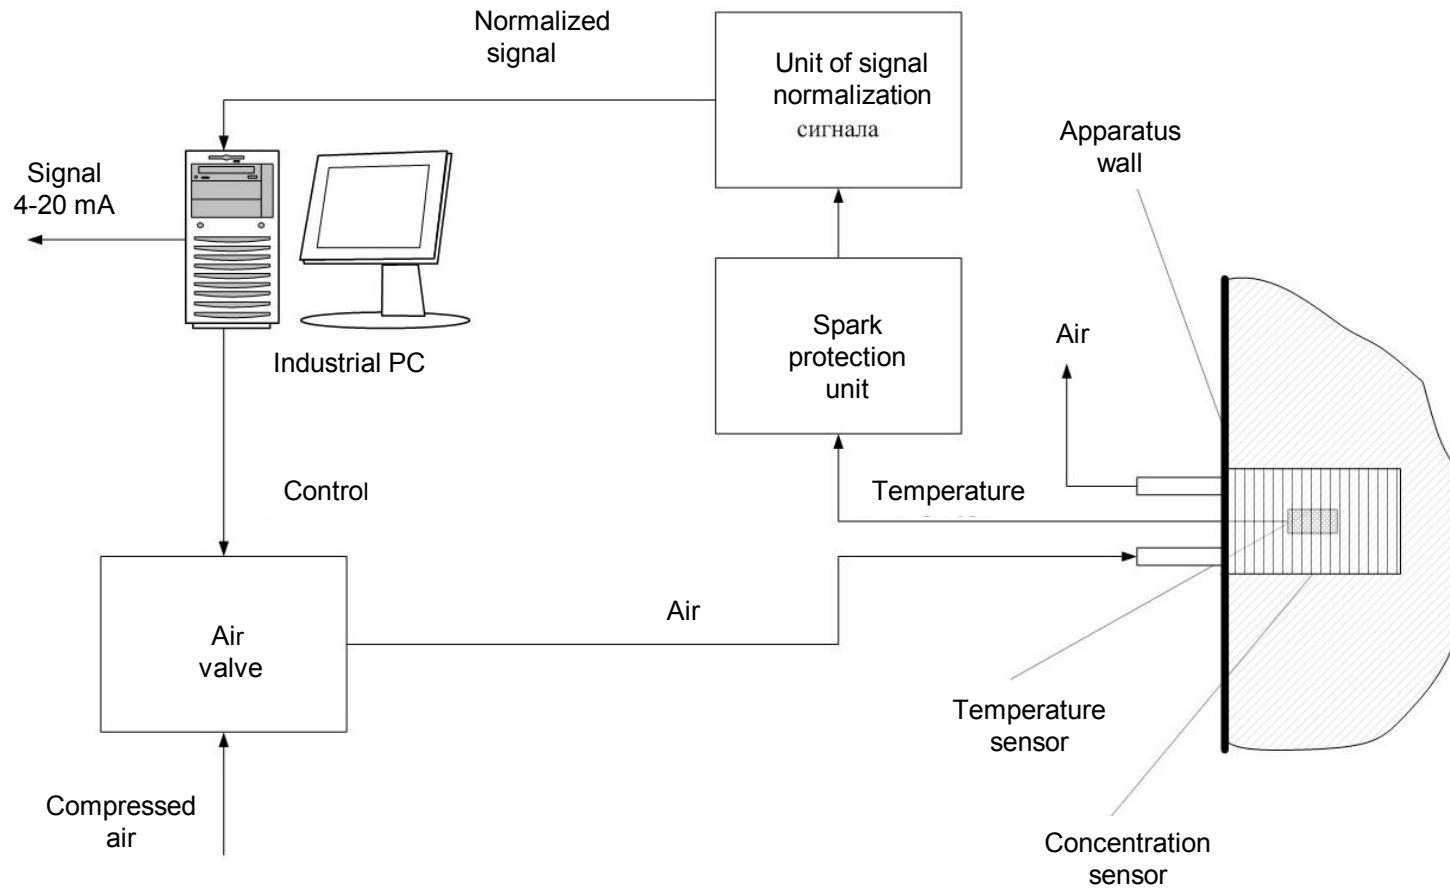 Normalized
signal
Unit of signal
normalization
сигнала
Apparatus
wall
Signal
4-20 mA
Spark
protection
unit
Air
Industrial PC
Control
Temperature
Air
valve
Air
Temperature
sensor
Compressed
air
Concentration
sensor